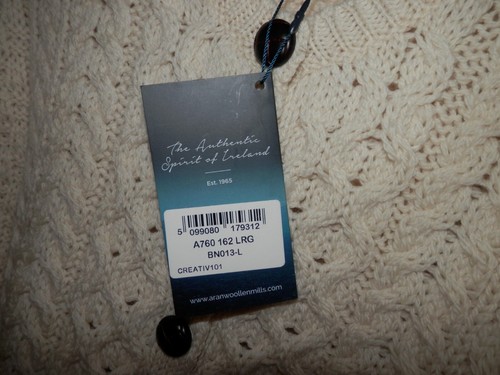 The Authentic
Spirit of Ireland
Est. 1965
5 099080 179312
A760 162 LRG
BN013-L
CREATIV101
www.aranwoollenmills.com